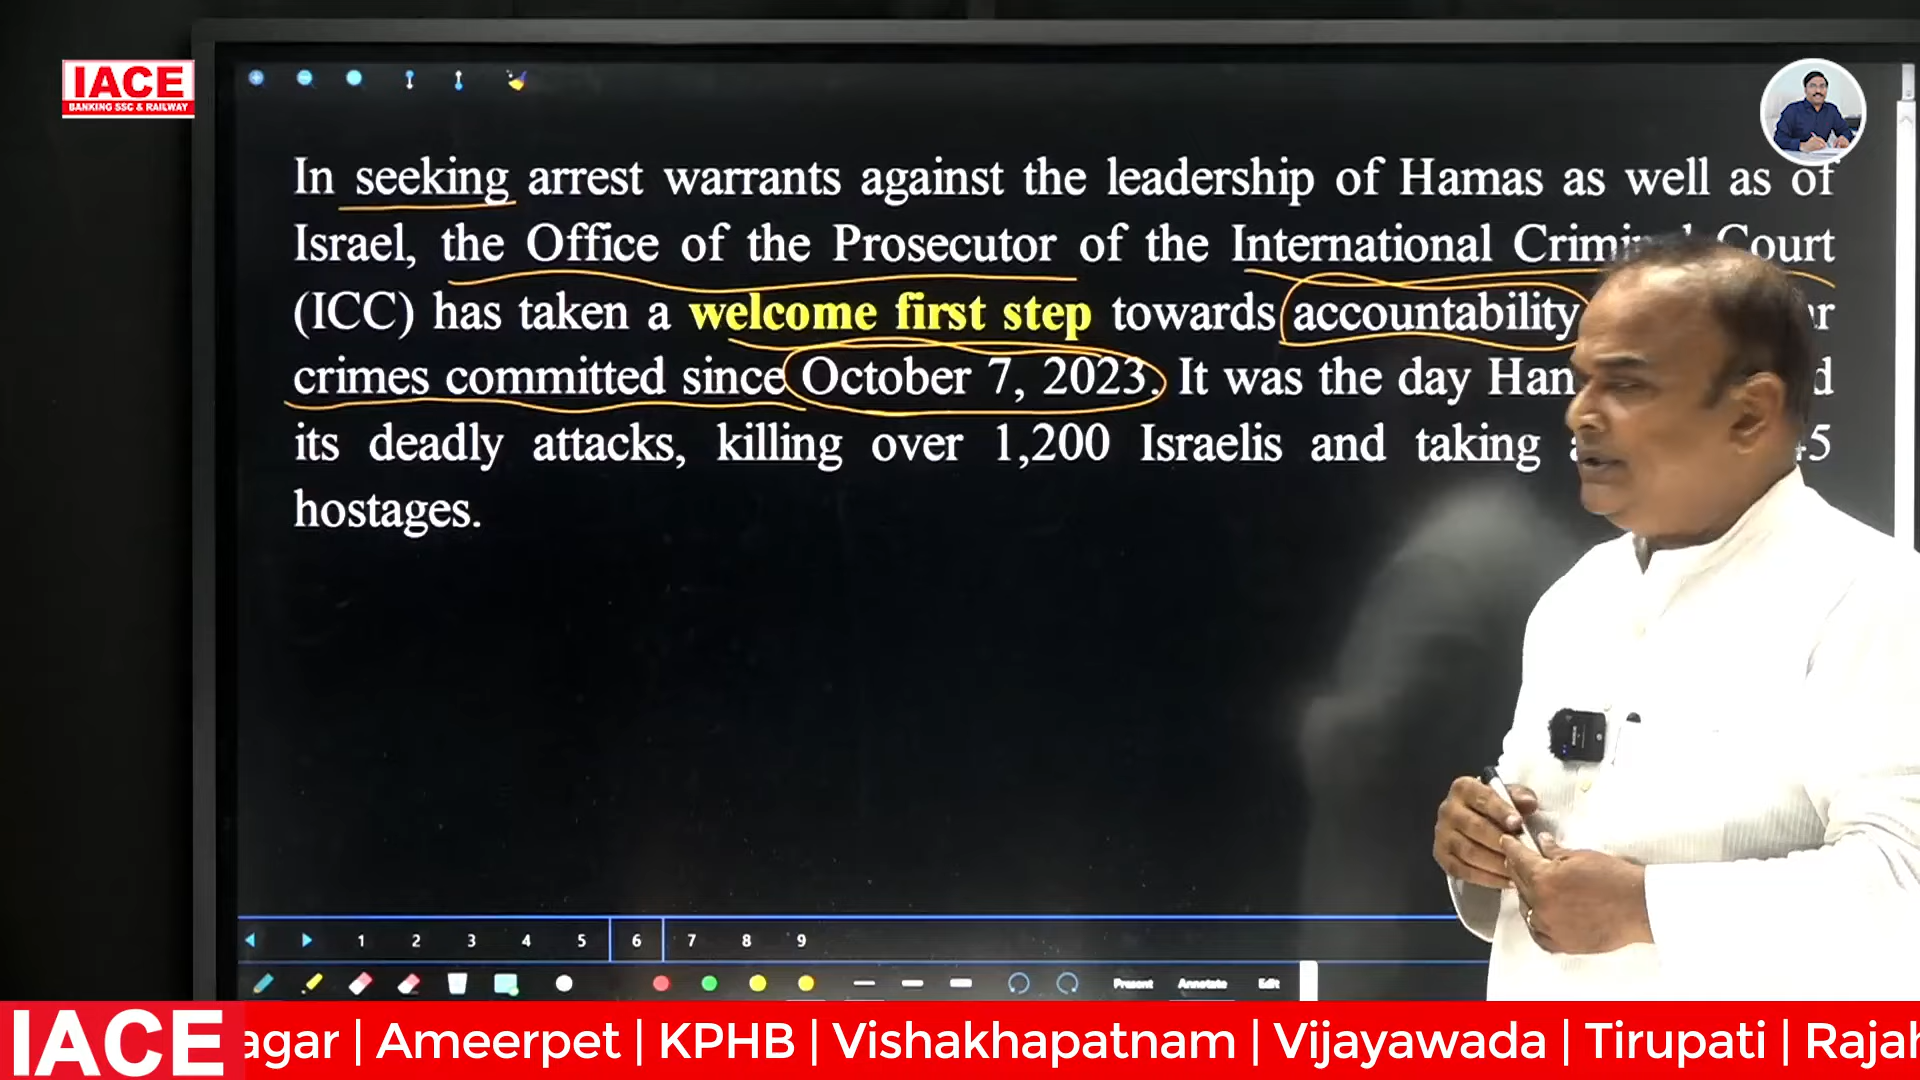 IACE
BANKING SSC & RAILWAY
In seeking arrest warrants against the leadership of Hamas as well as of
Israel, the Office of the Prosecutor of the International Criminal Court
(ICC) has taken a welcome first step towards accountability
crimes committed since October 7, 2023. It was the day
its deadly attacks, killing over 1,200 Israelis and taking
hostages.
1 2 3 4 5 6 7 8 9
Present Annotate Edit
IACE agar | Ameerpet | KPHB | Vishakhapatnam | Vijayawada | Tirupati | Rajah